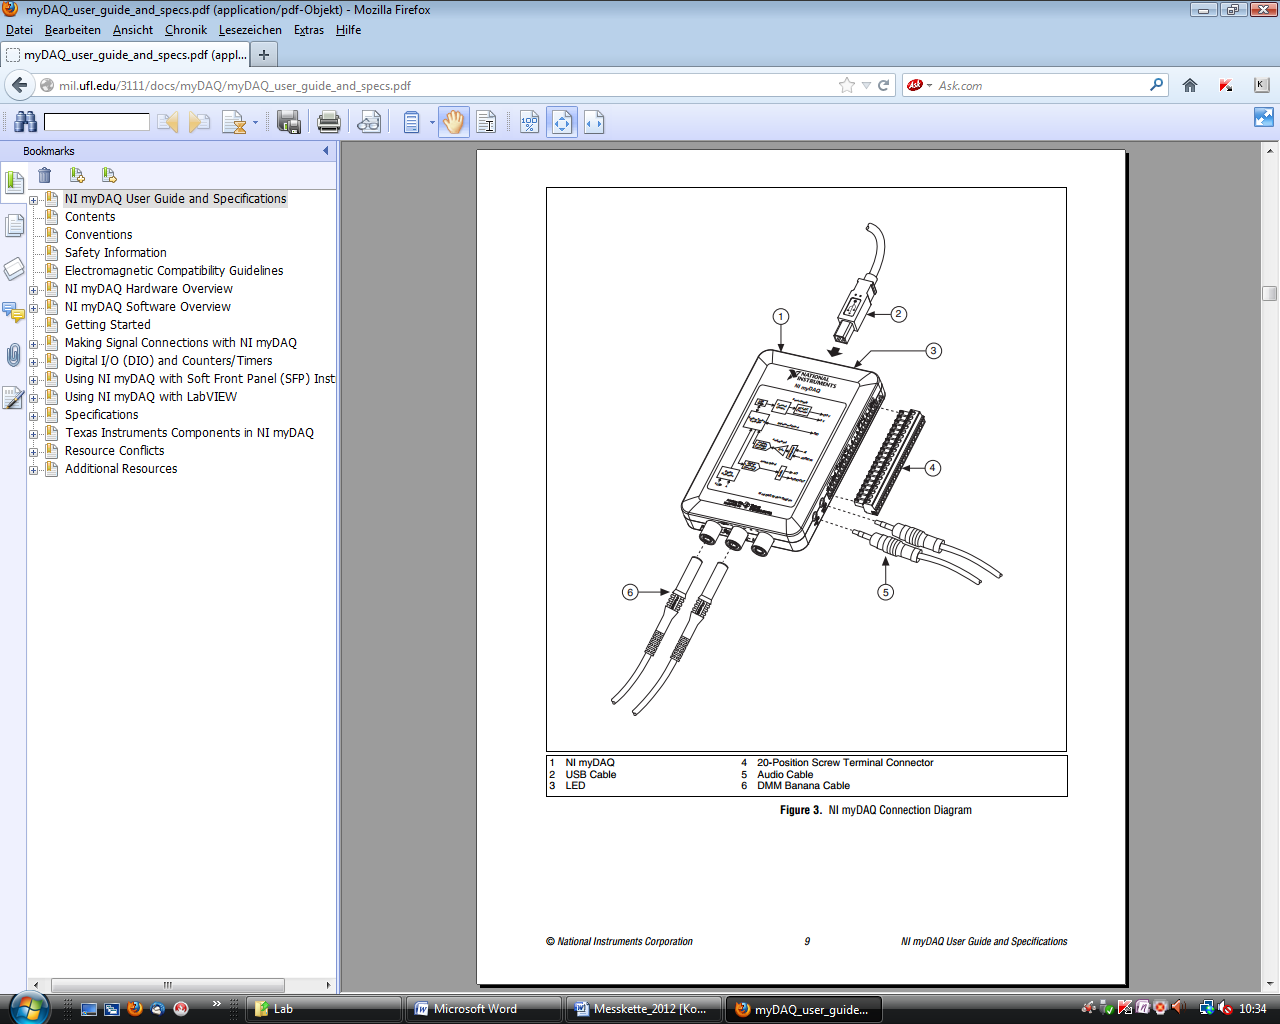 myDAQ_user_guide_and_specs.pdf (application/pdf-Objekt) - Mozilla Firefox
Datei Bearbeiten Ansicht Chronik Lesezeichen Extras Hilfe
myDAQ_user_guide_and_specs.pdf (appl...
mil.ufl.edu/3111/docs/myDAQ/myDAQ_user_guide_and_specs.pdf
Ask Ask.com
Bookmarks
NI myDAQ User Guide and Specifications
Contents
Conventions
Safety Information
Electromagnetic Compatibility Guidelines
NI myDAQ Hardware Overview
NI myDAQ Software Overview
Getting Started
Making Signal Connections with NI myDAQ
Digital I/O (DIO) and Counters/Timers
Using NI myDAQ with Soft Front Panel (SFP) Inst
Using NI myDAQ with LabVIEW
Specifications
Texas Instruments Components in NI myDAQ
Resource Conflicts
Additional Resources
1
2
3
NATIONAL
INSTRUMENTS
NI myDAQ
4
5
6
1 NI myDAQ
2 USB Cable
3 LED
4 20-Position Screw Terminal Connector
5 Audio Cable
6 DMM Banana Cable
Figure 3. NI myDAQ Connection Diagram
© National Instruments Corporation 9 NI myDAQ User Guide and Specifications
Lab
Microsoft Word
Messkette_2012 [Ko...
myDAQ_user_guide...
10:34